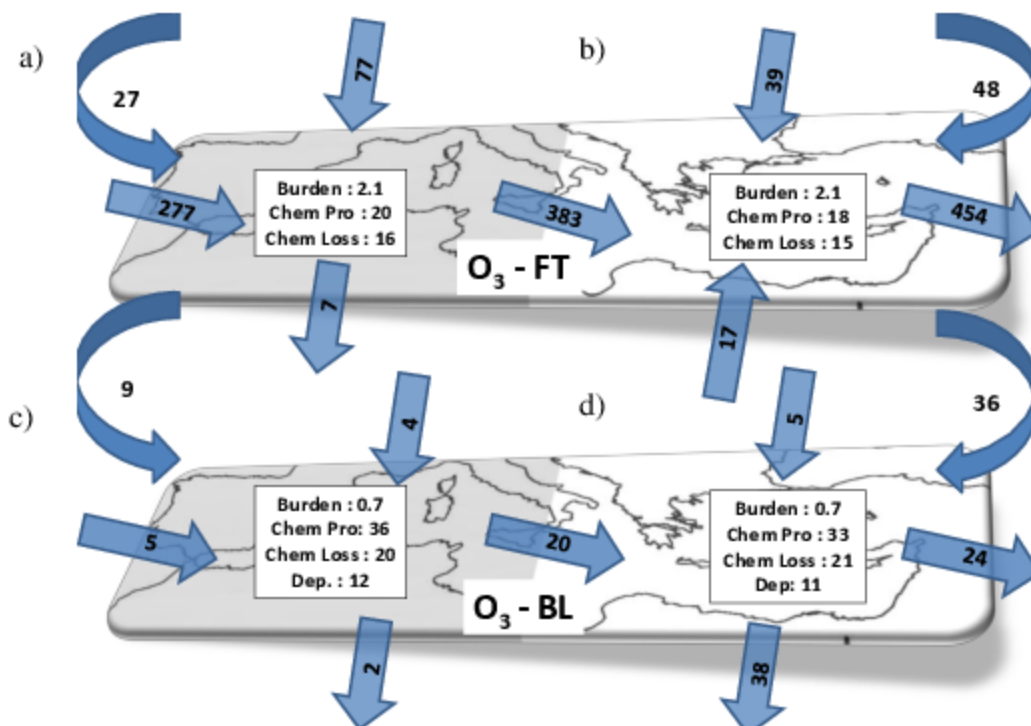 a)
77
b)
39
27
48
277
Burden : 2.1
Chem Pro : 20
Chem Loss : 16
383
Burden : 2.1
Chem Pro : 18
Chem Loss : 15
454
O₃ - FT
7
17
c)
9
4
d)
5
36
5
Burden : 0.7
Chem Pro: 36
Chem Loss : 20
Dep. : 12
20
Burden : 0.7
Chem Pro : 33
Chem Loss : 21
Dep: 11
24
O₃ - BL
2
38